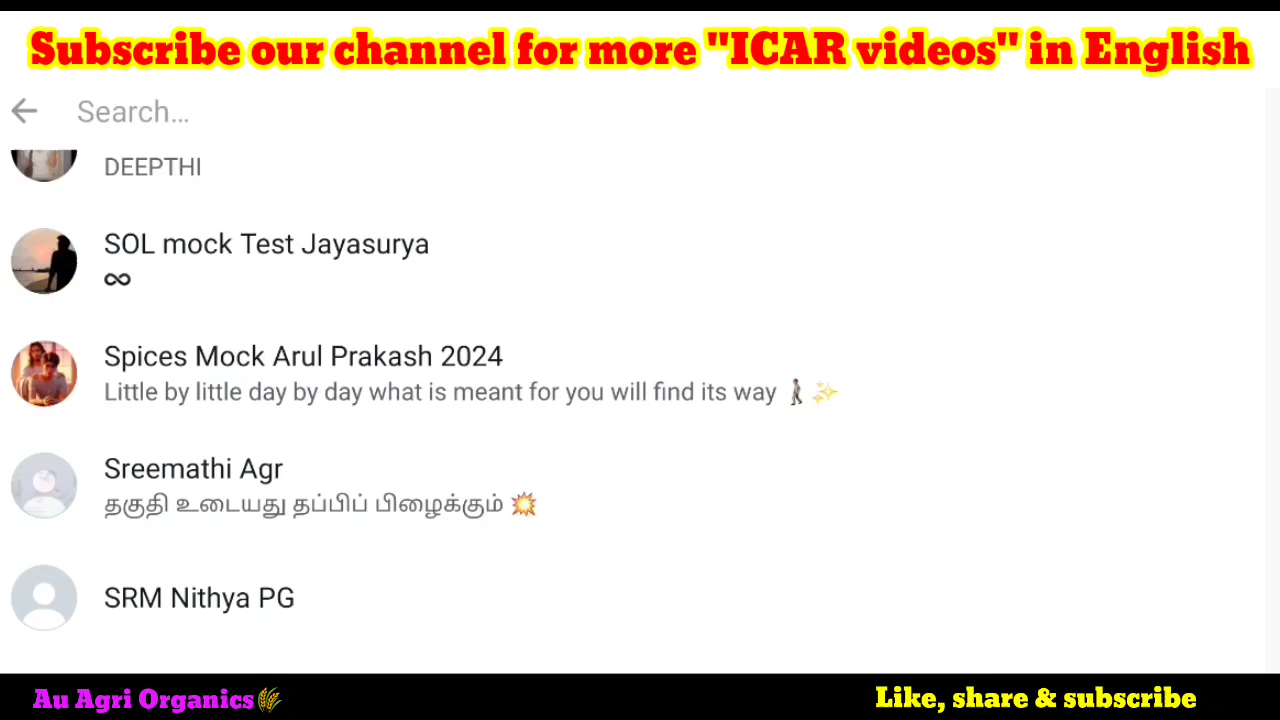 Subscribe our channel for more "ICAR videos" in English
Search...
DEEPTHI
SOL mock Test Jayasurya
∞
Spices Mock Arul Prakash 2024
Little by little day by day what is meant for you will find its way 🚶✨
Sreemathi Agr
தகுதி உடையது தப்பிப் பிழைக்கும் 💥
SRM Nithya PG
Au Agri Organics🌾
Like, share & subscribe